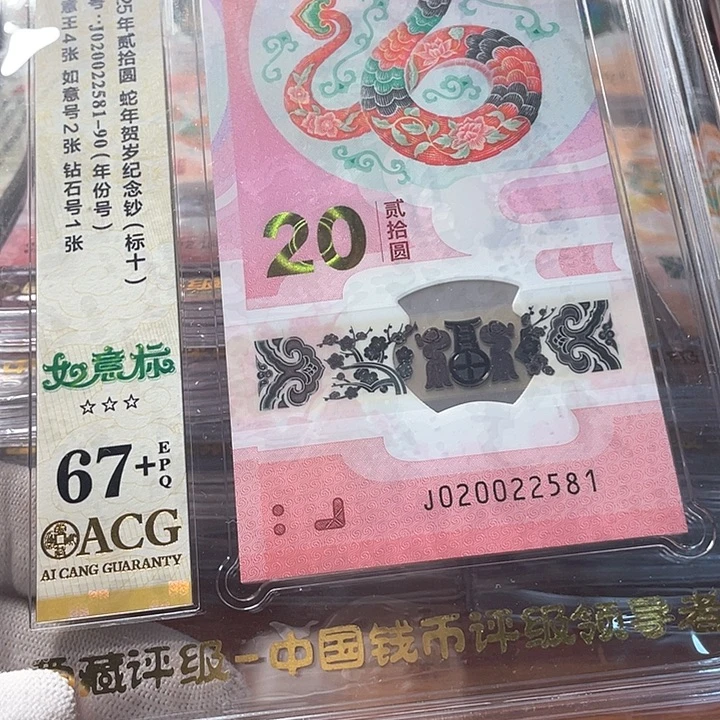 5年贰拾圆 蛇年贺岁纪念钞(标十)
号:J020022581-90(年份号)
意王4张 如意号2张 钻石号1张
如意标
☆☆☆
67+
EPQ
ACG
AI CANG GUARANTY
20
贰拾圆
J020022581
藏评级-中国钱币评级领导者